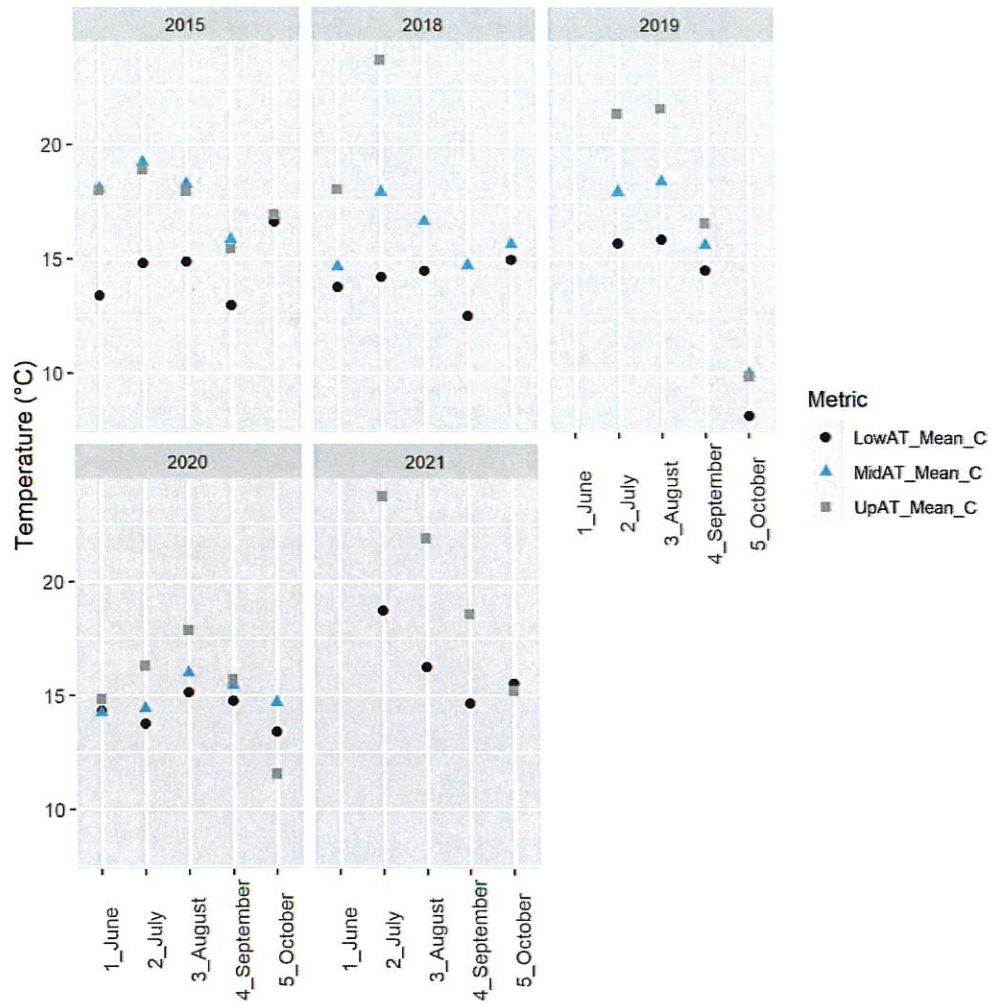 2015
2018
2019
20
15
10
Temperature (°C)
1_June
2_July
3_August
4_September
5_October
Metric
LowAT_Mean_C
MidAT_Mean_C
UpAT_Mean_C
2020
2021
20
15
10
1_June
2_July
3_August
4_September
5_October
1_June
2_July
3_August
4_September
5_October